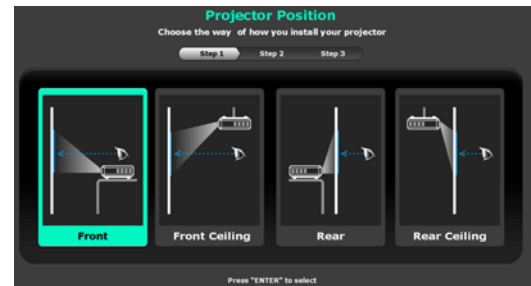 Projector Position
Choose the way of how you install your projector
Step 1 Step 2 Step 3
Front Front Ceiling Rear Rear Ceiling
Press "ENTER" to select